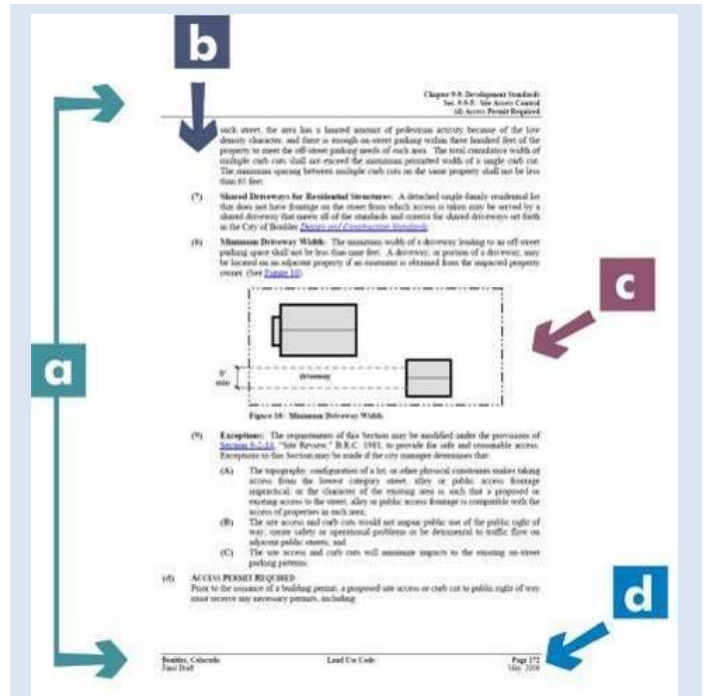 b
Chapter 9-9: Development Standards
Sec. 9-9-5: Site Access Control
(d) Access Permit Required
such street, the area has a limited amount of pedestrian activity because of the low
density character, and there is enough on-street parking within three hundred feet of the
property to meet the off-street parking needs of such area. The total cumulative width of
multiple curb cuts shall not exceed the maximum permitted width of a single curb cut.
The minimum spacing between multiple curb cuts on the same property shall not be less
than 65 feet.
(7) Shared Driveways for Residential Structures: A detached single-family residential lot
that does not have frontage on the street from which access is taken may be served by a
shared driveway that meets all of the standards and criteria for shared driveways set forth
in the City of Boulder Design and Construction Standards.
(8) Minimum Driveway Width: The minimum width of a driveway leading to an off-street
parking space shall not be less than nine feet. A driveway, or portion of a driveway, may
be located on an adjacent property if an easement is obtained from the impacted property
owner. (See Figure 10)
c
a
9'
min
driveway
Figure 10: Minimum Driveway Width
(9) Exceptions: The requirements of this Section may be modified under the provisions of
Section 9-2-14, "Site Review," B.R.C. 1981, to provide for safe and reasonable access.
Exceptions to this Section may be made if the city manager determines that:
(A) The topography, configuration of a lot, or other physical constraints makes taking
access from the lowest category street, alley or public access frontage
impractical, or the character of the existing area is such that a proposed or
existing access to the street, alley or public access frontage is compatible with the
access of properties in such area;
(B) The site access and curb cuts would not impair public use of the public right of
way; create safety or operational problems or be detrimental to traffic flow on
adjacent public streets; and
(C) The site access and curb cuts will minimize impacts to the existing on-street
parking patterns.
(d) ACCESS PERMIT REQUIRED
Prior to the issuance of a building permit, a proposed site access or curb cut to public right of way
must receive any necessary permits, including:
d
Boulder, Colorado Land Use Code Page 172
Final Draft May, 2006